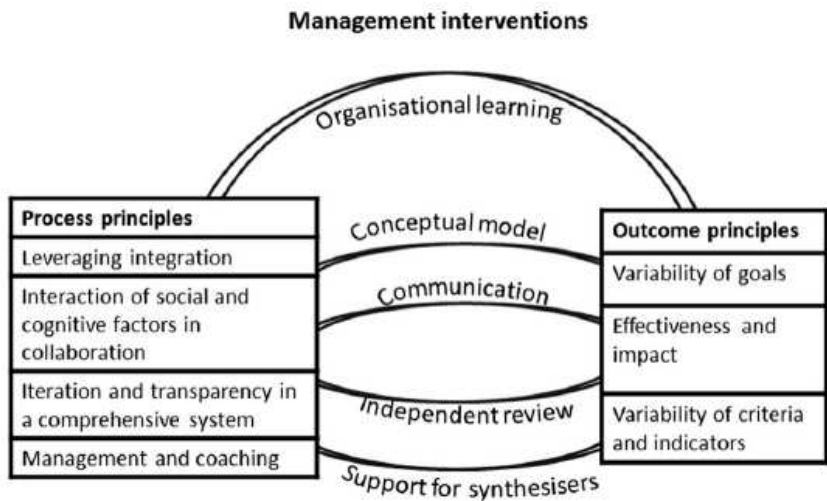 Management interventions
Organisational learning
Process principles
Leveraging integration
Interaction of social and
cognitive factors in
collaboration
Iteration and transparency in
a comprehensive system
Management and coaching
Conceptual model
Communication
Independent review
Support for synthesisers
Outcome principles
Variability of goals
Effectiveness and
impact
Variability of criteria
and indicators